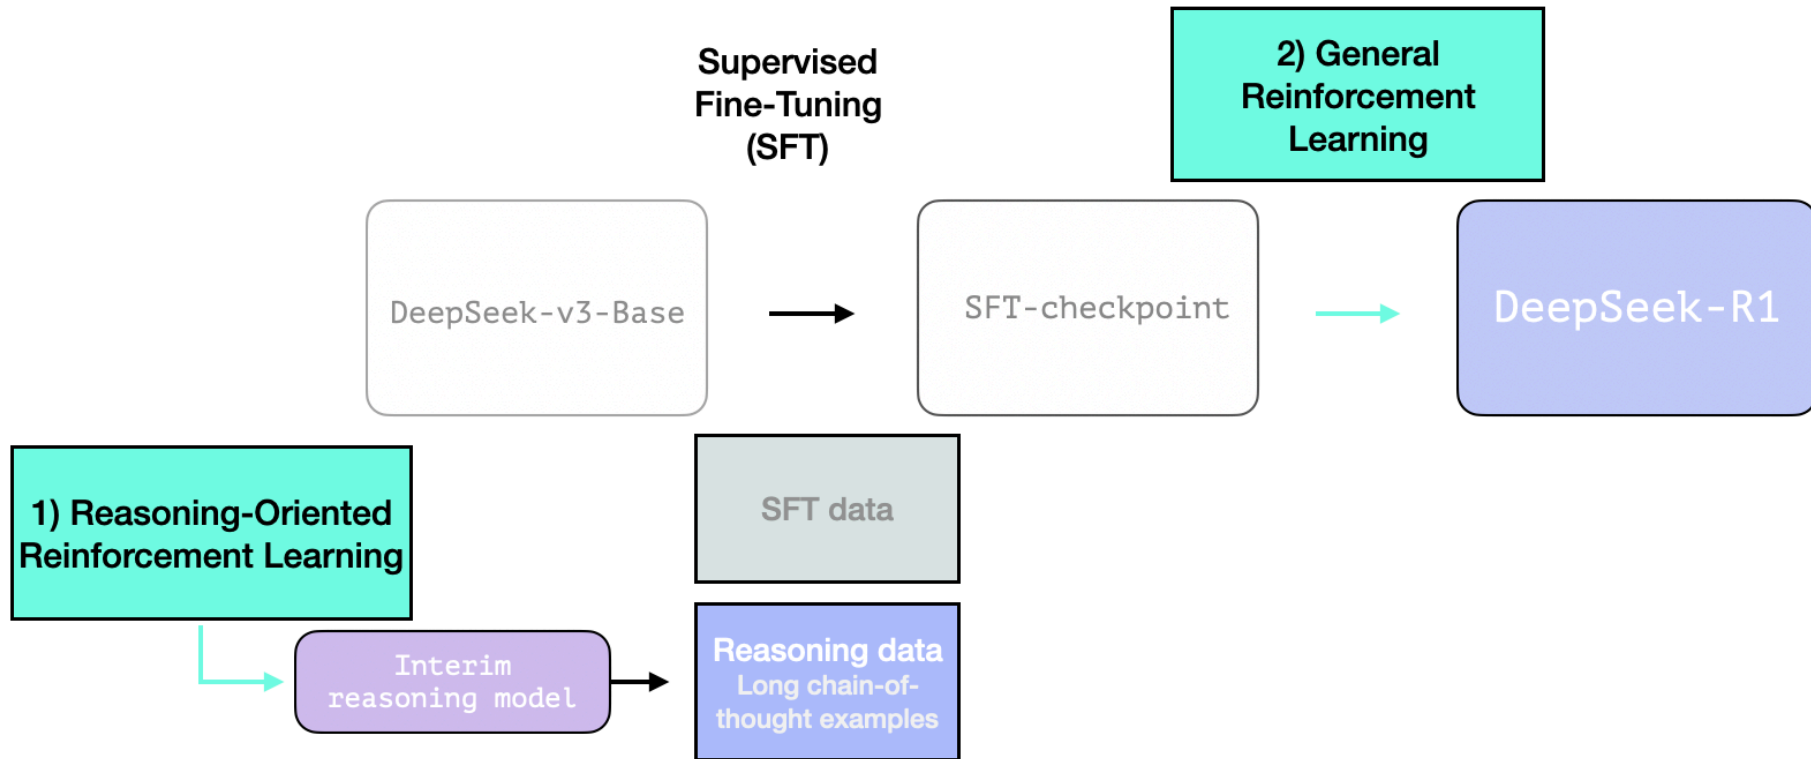 Supervised
Fine-Tuning
(SFT)
2) General
Reinforcement
Learning
DeepSeek-v3-Base
SFT-checkpoint
DeepSeek-R1
1) Reasoning-Oriented
Reinforcement Learning
SFT data
Interim
reasoning model
Reasoning data
Long chain-of-
thought examples